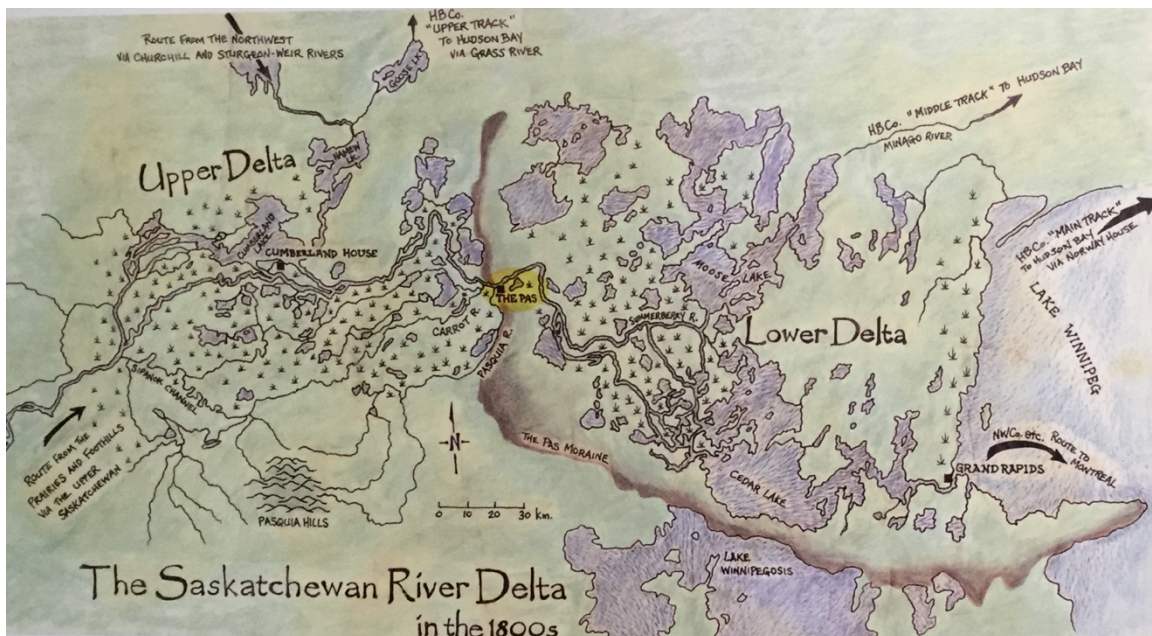 ROUTE FROM THE NORTHWEST
VIA CHURCHILL AND STURGEON-WEIR RIVERS
HBCo.
"UPPER TRACK"
TO HUDSON BAY
VIA GRASS RIVER
GOOSE LK.
NAMEW
LK.
HBCo. "MIDDLE TRACK" TO HUDSON BAY
MINAGO RIVER
Upper Delta
CUMBERLAND
LAKE
CUMBERLAND HOUSE
HBCo. "MAIN TRACK"
TO HUDSON BAY
VIA NORWAY HOUSE
LAKE WINNIPEG
MOOSE LAKE
THE PAS
CARROT R.
PASQUIA R.
SUMMERBERRY R.
Lower Delta
SIPANOK CHANNEL
ROUTE FROM THE
PRAIRIES AND FOOTHILLS
VIA THE UPPER
SASKATCHEWAN
N
THE PAS MORAINE
CEDAR LAKE
NWCo. etc. ROUTE TO
MONTREAL
GRAND RAPIDS
PASQUIA HILLS
0 10 20 30 Km.
LAKE
WINNIPEGOSIS
The Saskatchewan River Delta
in the 1800s